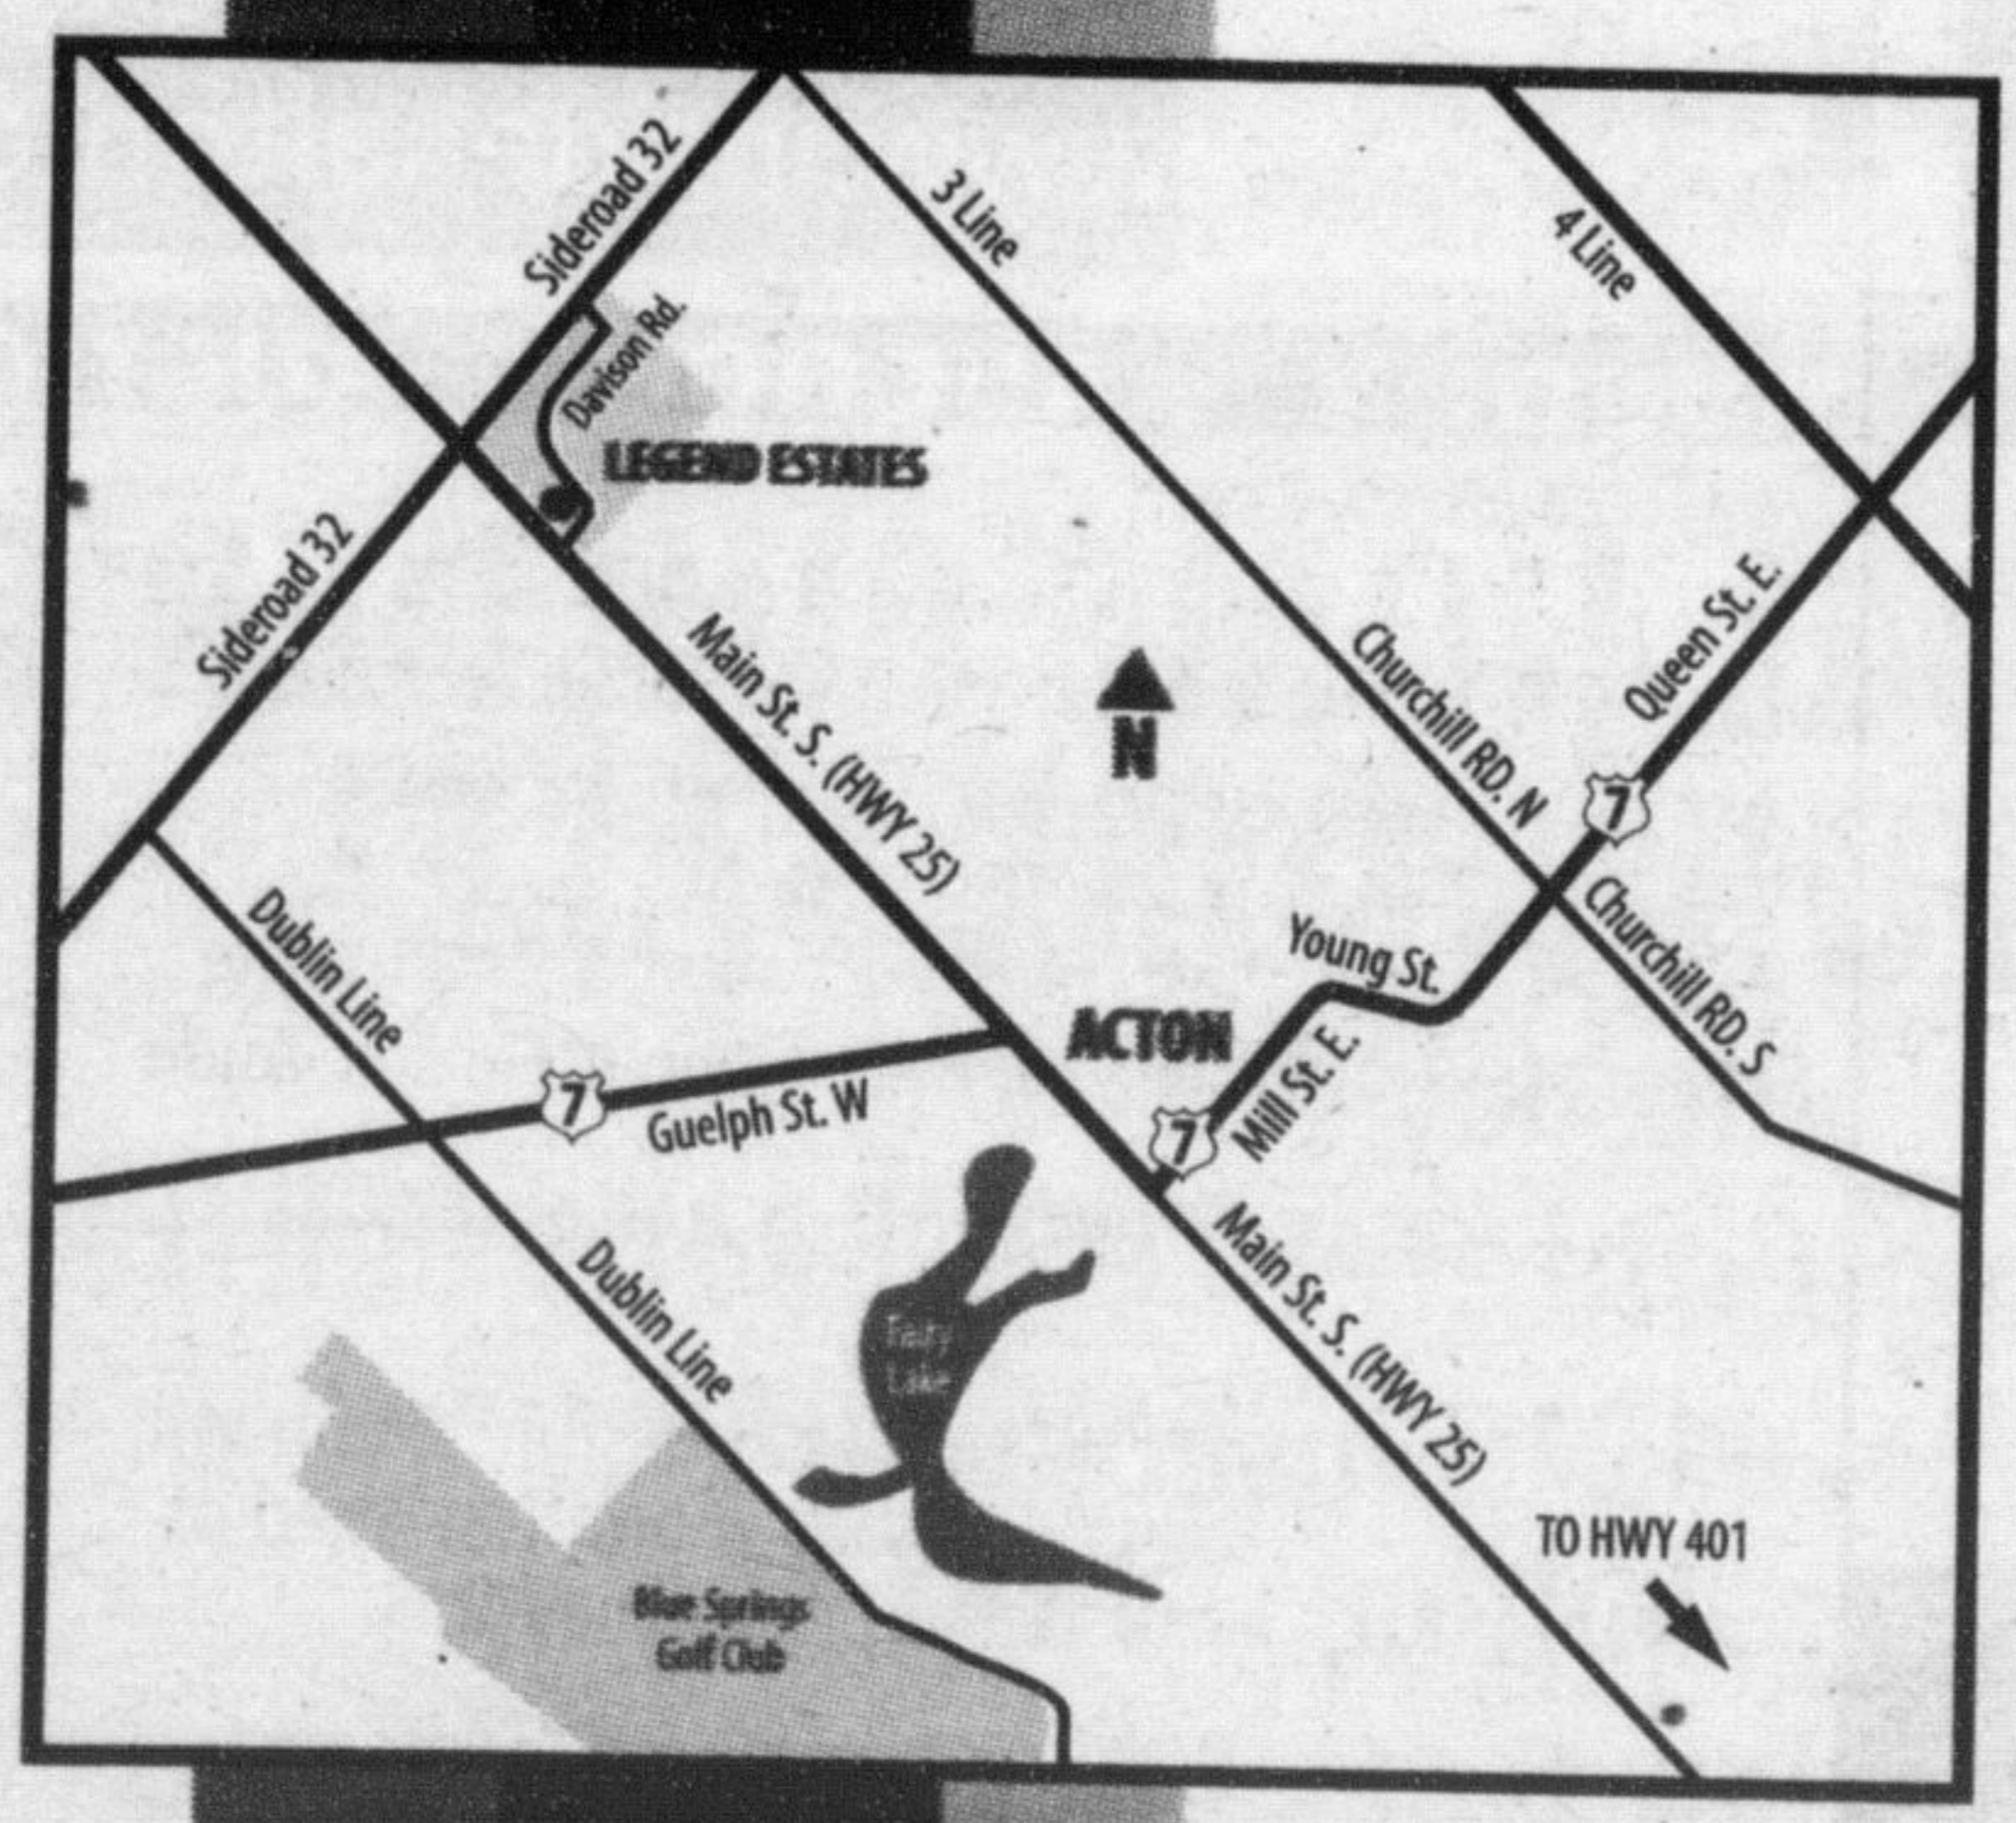 Sideroad 32
3 Line
4 Line
Davison Rd.
LEGEND ESTATES
Sideroad 32
Main St. S. (HWY 25)
N
Churchill RD. N
Queen St. E.
7
Churchill RD. S
Young St.
ACTON
Mill St. E.
7
Dublin Line
7
Guelph St. W
Main St. S. (HWY 25)
Dublin Line
Fairy
Lake
TO HWY 401
Blue Springs
Golf Club